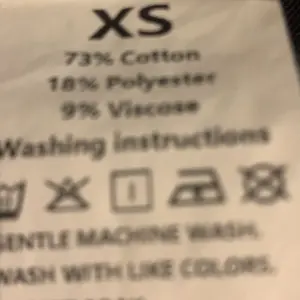 XS
73% Cotton
18% Polyester
9% Viscose
Washing instructions
GENTLE MACHINE WASH,
WASH WITH LIKE COLORS,